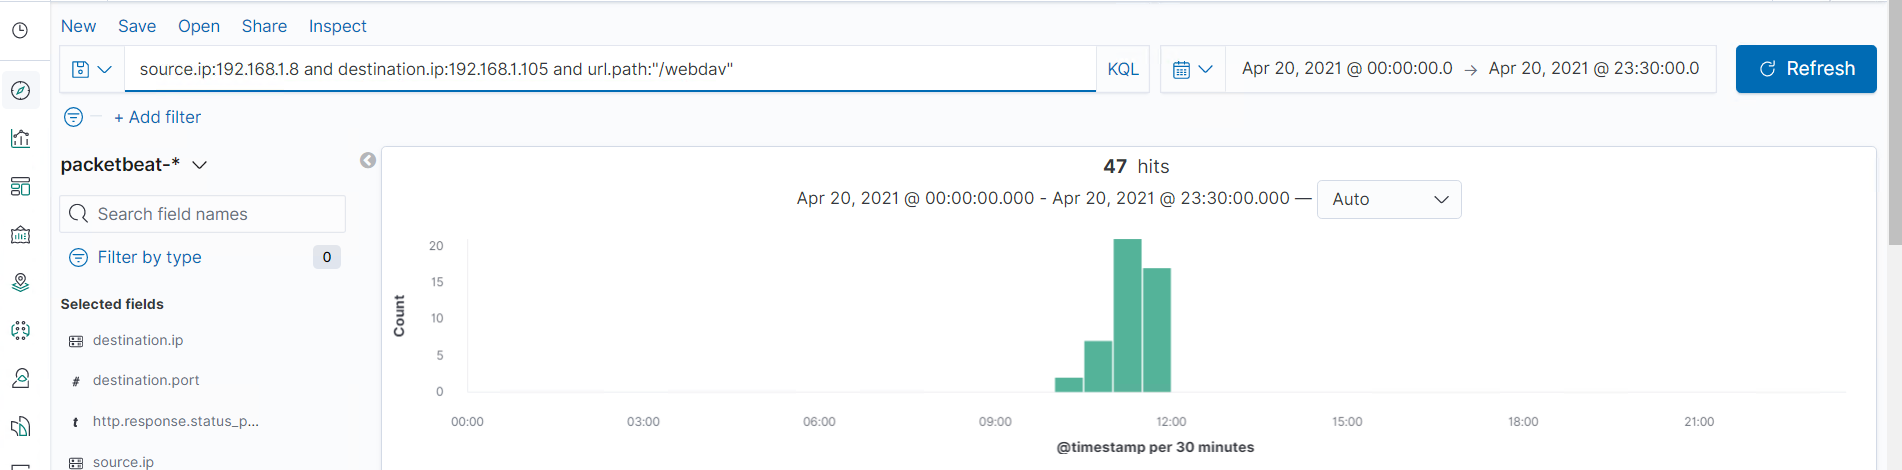 New Save Open Share Inspect
source.ip:192.168.1.8 and destination.ip:192.168.1.105 and url.path:"/webdav" KQL Apr 20, 2021 @ 00:00:00.0 → Apr 20, 2021 @ 23:30:00.0 Refresh
+ Add filter
packetbeat-*
Search field names
Filter by type 0
Selected fields
destination.ip
# destination.port
t http.response.status_p...
source.ip
47 hits
Apr 20, 2021 @ 00:00:00.000 - Apr 20, 2021 @ 23:30:00.000 — Auto
Count
20
15
10
5
0
00:00 03:00 06:00 09:00 12:00 15:00 18:00 21:00
@timestamp per 30 minutes